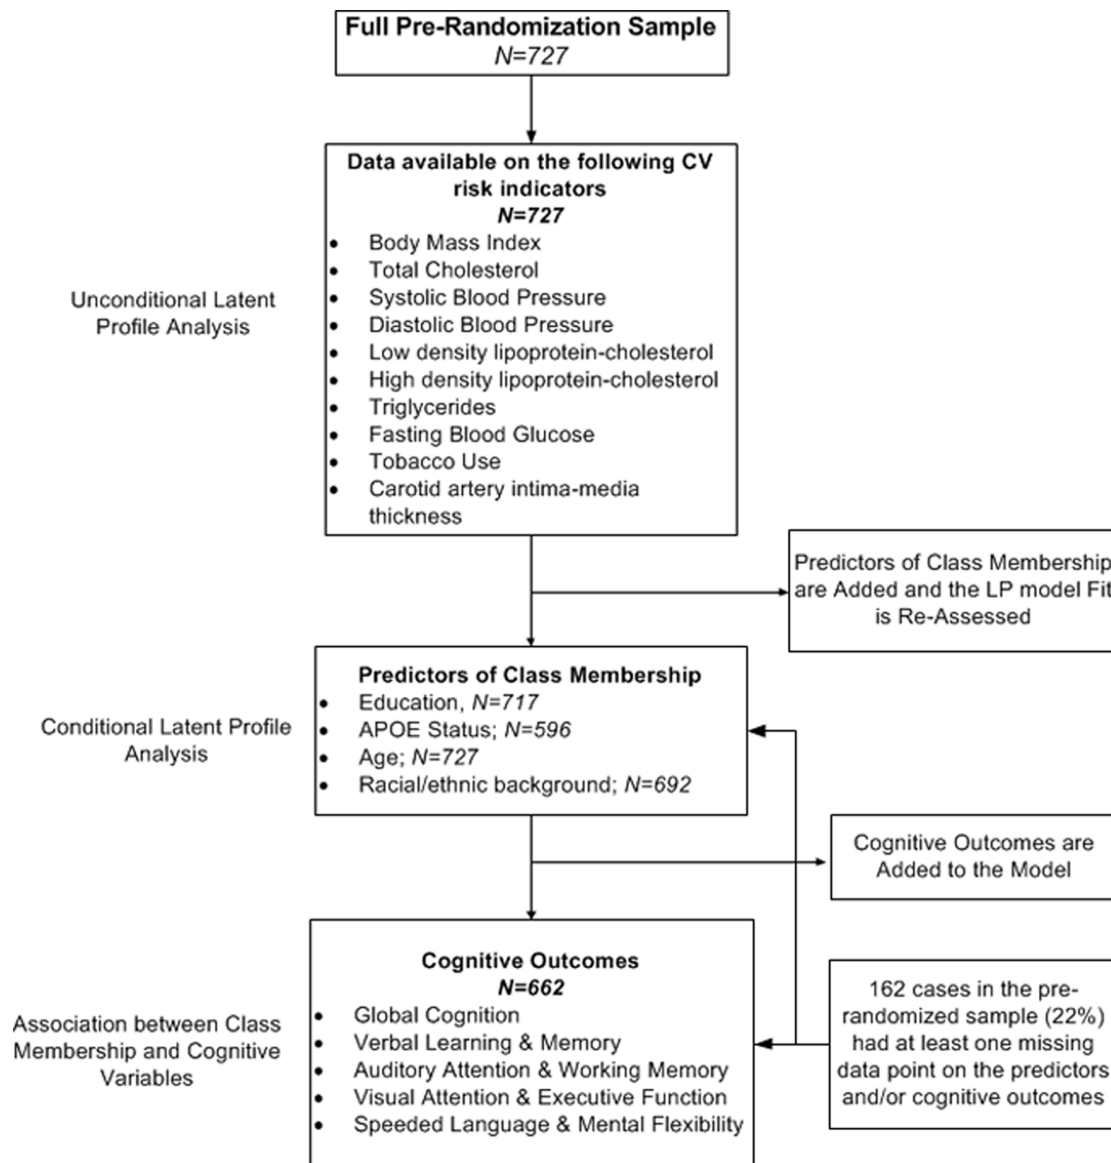 Full Pre-Randomization Sample
N=727
Data available on the following CV
risk indicators
N=727
• Body Mass Index
• Total Cholesterol
• Systolic Blood Pressure
• Diastolic Blood Pressure
• Low density lipoprotein-cholesterol
• High density lipoprotein-cholesterol
• Triglycerides
• Fasting Blood Glucose
• Tobacco Use
• Carotid artery intima-media
thickness
Unconditional Latent
Profile Analysis
Predictors of Class Membership
are Added and the LP model Fit
is Re-Assessed
Predictors of Class Membership
• Education, N=717
• APOE Status; N=596
• Age; N=727
• Racial/ethnic background; N=692
Conditional Latent Profile
Analysis
Cognitive Outcomes are
Added to the Model
Cognitive Outcomes
N=662
• Global Cognition
• Verbal Learning & Memory
• Auditory Attention & Working Memory
• Visual Attention & Executive Function
• Speeded Language & Mental Flexibility
Association between Class
Membership and Cognitive
Variables
162 cases in the pre-
randomized sample (22%)
had at least one missing
data point on the predictors
and/or cognitive outcomes